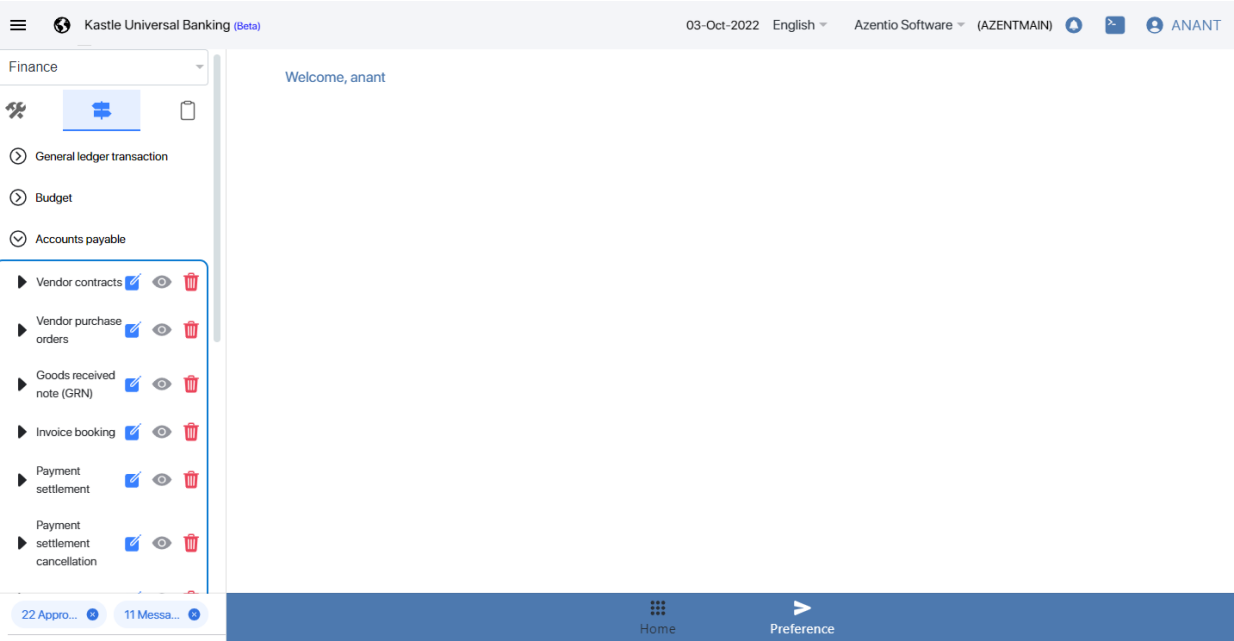 Kastle Universal Banking (Beta)
03-Oct-2022 English Azentio Software (AZENTMAIN) ANANT
Finance
Welcome, anant
General ledger transaction
Budget
Accounts payable
Vendor contracts
Vendor purchase
orders
Goods received
note (GRN)
Invoice booking
Payment
settlement
Payment
settlement
cancellation
22 Appro...
11 Messa...
Home
Preference